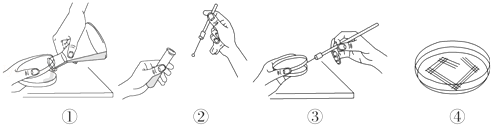 ① ② ③ ④